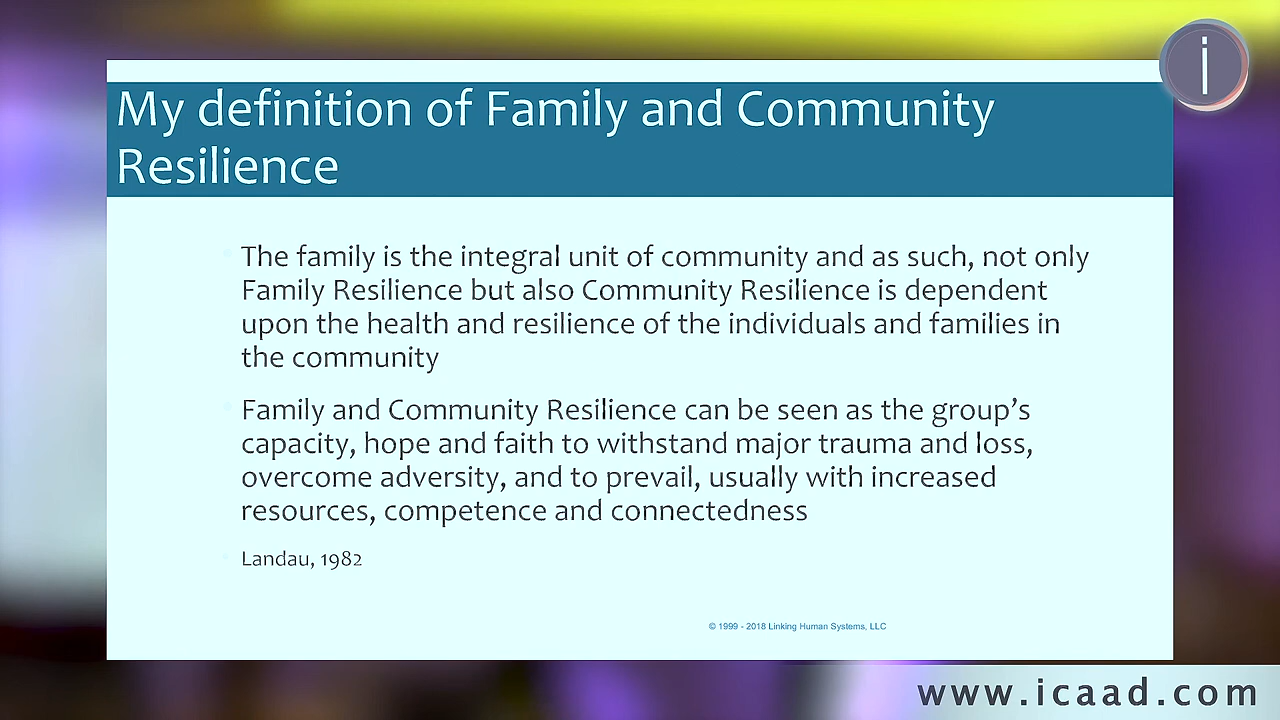 i
My definition of Family and Community
Resilience
The family is the integral unit of community and as such, not only
Family Resilience but also Community Resilience is dependent
upon the health and resilience of the individuals and families in
the community
Family and Community Resilience can be seen as the group’s
capacity, hope and faith to withstand major trauma and loss,
overcome adversity, and to prevail, usually with increased
resources, competence and connectedness
Landau, 1982
© 1999 - 2018 Linking Human Systems, LLC
www.icaad.com